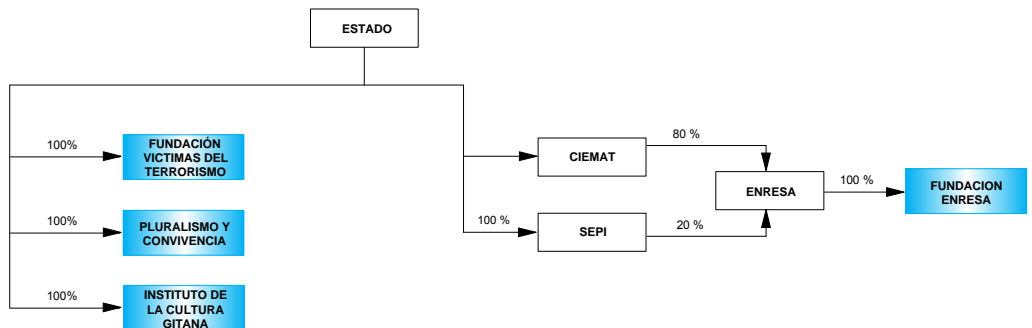 ESTADO
100%
FUNDACIÓN
VICTIMAS DEL
TERRORISMO
100%
PLURALISMO Y
CONVIVENCIA
100%
INSTITUTO DE
LA CULTURA
GITANA
CIEMAT
80 %
100 %
SEPI
20 %
ENRESA
100 %
FUNDACION
ENRESA